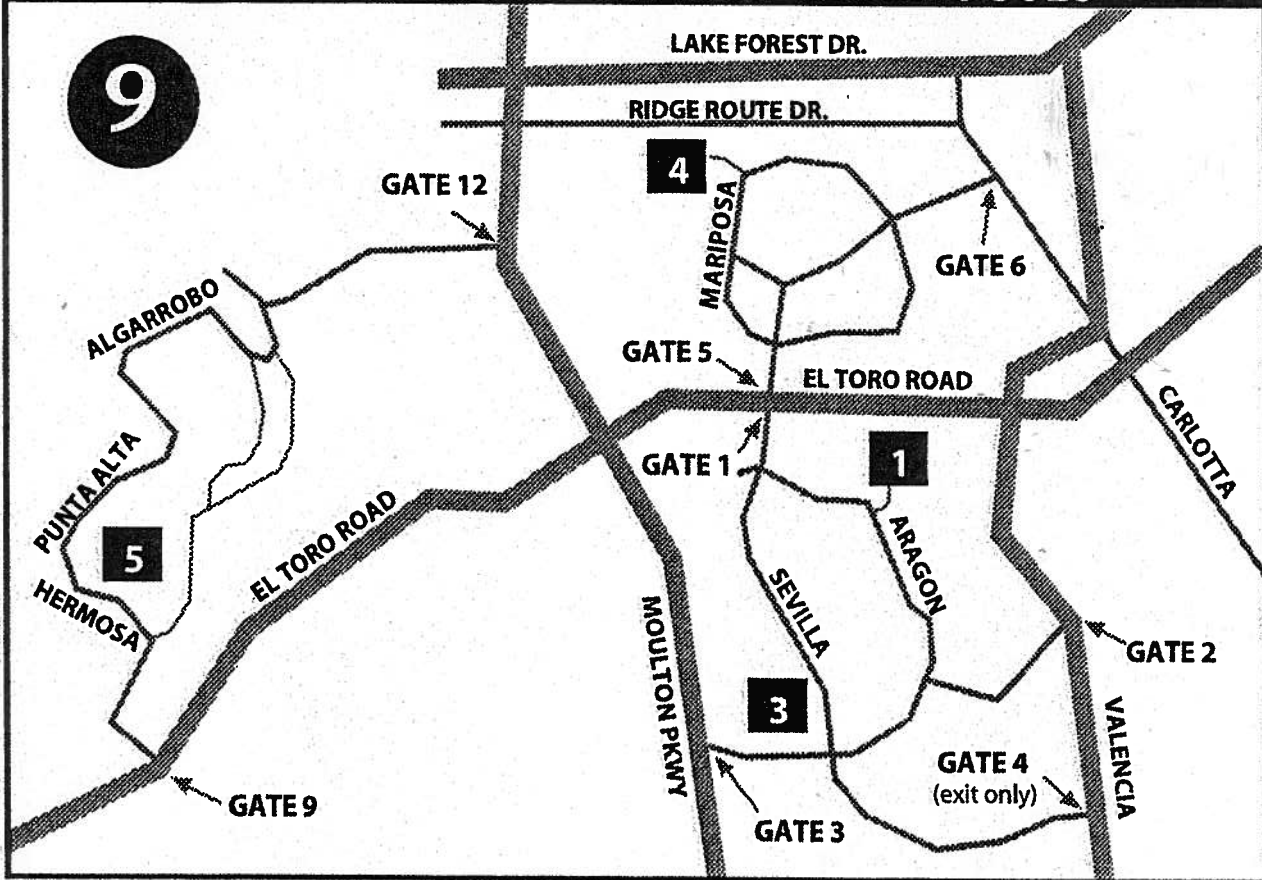 9
LAKE FOREST DR.
RIDGE ROUTE DR.
4
GATE 12
MARIPOSA
GATE 6
ALGARROBO
GATE 5
EL TORO ROAD
CARLOTTA
GATE 1
1
PUNTA ALTA
5
EL TORO ROAD
ARAGON
HERMOSA
SEVILLA
MOULTON PKWY
GATE 2
3
VALENCIA
GATE 4
(exit only)
GATE 9
GATE 3